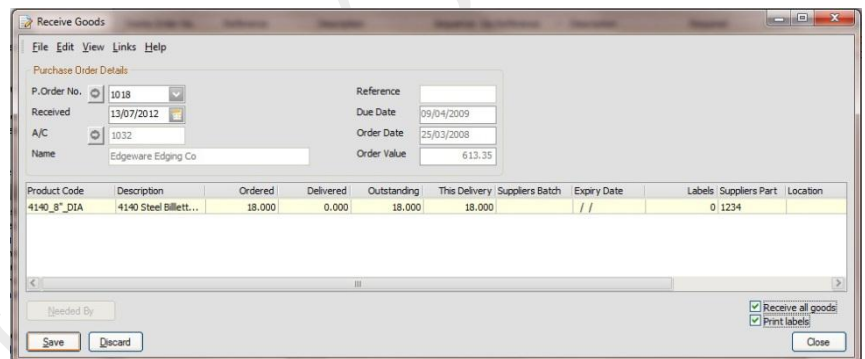 Receive Goods
File Edit View Links Help
Purchase Order Details
P.Order No. 1018 Reference
Received 13/07/2012 Due Date 09/04/2009
A/C 1032 Order Date 25/03/2008
Name Edgeware Edging Co Order Value 613.35
Product Code Description Ordered Delivered Outstanding This Delivery Suppliers Batch Expiry Date Labels Suppliers Part Location
4140_8"_DIA 4140 Steel Billett... 18.000 0.000 18.000 18.000 / / 0 1234
Needed By Receive all goods
Print labels
Save Discard Close